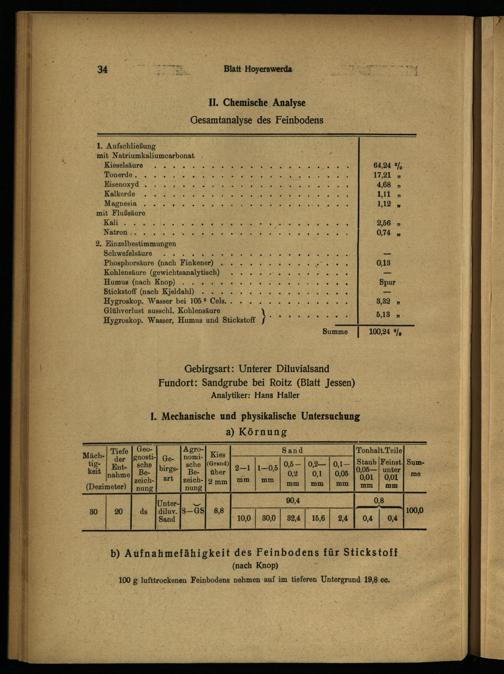 34
Blatt Hoyerswerda
II. Chemische Analyse
Gesamtanalyse des Feinbodens
1. Aufschließung
mit Natriumkaliumcarbonat
Kieselsäure . . . . . . . . . . . . . . . . 64,24 %
Tonerde . . . . . . . . . . . . . . . . 17,21 „
Eisenoxyd . . . . . . . . . . . . . . . . 4,68 „
Kalkerde . . . . . . . . . . . . . . . . 1,11 „
Magnesia . . . . . . . . . . . . . . . . 1,12 „
mit Flußsäure
Kali . . . . . . . . . . . . . . . . 2,56 „
Natron . . . . . . . . . . . . . . . . 0,74 „
2. Einzelbestimmungen
Schwefelsäure . . . . . . . . . . . . —
Phosphorsäure (nach Finkener) . . . . . . . . . . 0,13
Kohlensäure (gewichtsanalytisch) . . . . . . . . . . —
Humus (nach Knop) . . . . . . . . . . . . Spur
Stickstoff (nach Kjeldahl) . . . . . . . . . . . . —
Hygroskop. Wasser bei 105° Cels. . . . . . . . . . . 3,32 „
Glühverlust ausschl. Kohlensäure
Hygroskop. Wasser, Humus und Stickstoff } . . . . . . . . 5,13 „
Summe 100,24 %
Gebirgsart: Unterer Diluvialsand
Fundort: Sandgrube bei Roitz (Blatt Jessen)
Analytiker: Hans Haller
I. Mechanische und physikalische Untersuchung
a) Körnung
Mächtigkeit Tiefe der Entnahme (Dezimeter) Geognostische Bezeichnung Gebirgsart Agronomische Bezeichnung Kies (Grand) über 2 mm Sand 2—1 mm 1—0,5 mm 0,5—0,2 mm 0,2—0,1 mm 0,1—0,05 mm Tonhalt. Teile Staub 0,05—0,01 mm Feinst. unter 0,01 mm Summe
30 20 ds Unter-diluv. Sand S—GS 8,8 90,4 0,8 100,0
10,0 30,0 32,4 15,6 2,4 0,4 0,4
b) Aufnahmefähigkeit des Feinbodens für Stickstoff
(nach Knop)
100 g lufttrockenen Feinbodens nehmen auf im tieferen Untergrund 19,8 cc.